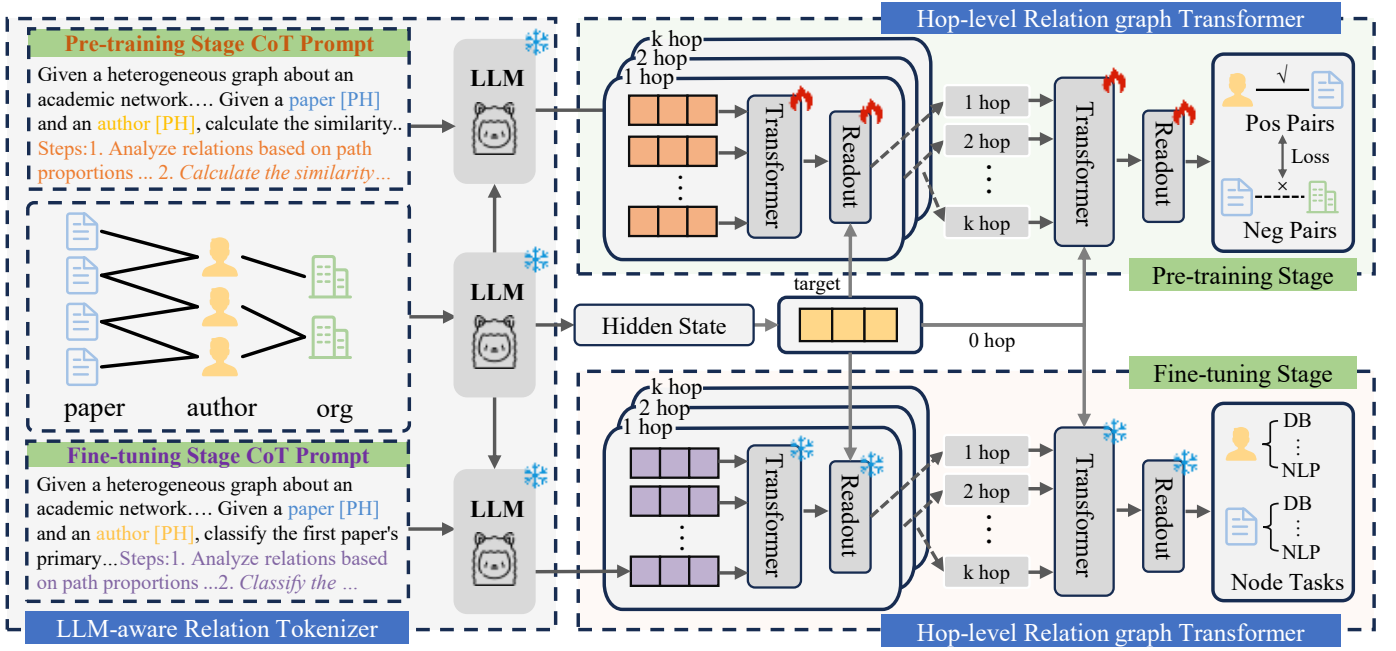 Pre-training Stage CoT Prompt
Given a heterogeneous graph about an
academic network…. Given a paper [PH]
and an author [PH], calculate the similarity..
Steps:1. Analyze relations based on path
proportions ... 2. Calculate the similarity…
paper
author
org
Fine-tuning Stage CoT Prompt
Given a heterogeneous graph about an
academic network…. Given a paper [PH]
and an author [PH], classify the first paper's
primary…Steps:1. Analyze relations based
on path proportions ...2. Classify the …
LLM-aware Relation Tokenizer
LLM
LLM
LLM
Hidden State
target
0 hop
Hop-level Relation graph Transformer
k hop
2 hop
1 hop
Transformer
Readout
1 hop
2 hop
k hop
Transformer
Readout
√
Pos Pairs
Loss
×
Neg Pairs
Pre-training Stage
Fine-tuning Stage
k hop
2 hop
1 hop
Transformer
Readout
1 hop
2 hop
k hop
Transformer
Readout
DB
NLP
DB
NLP
Node Tasks
Hop-level Relation graph Transformer